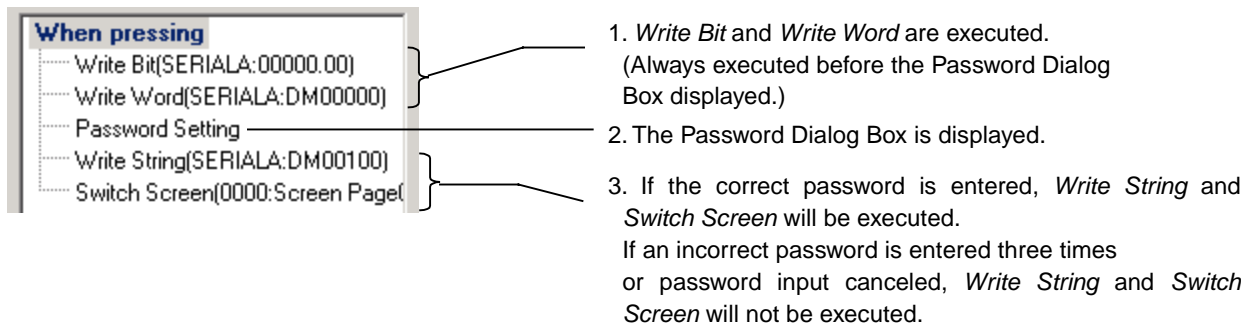 When pressing
Write Bit(SERIALA:00000.00)
Write Word(SERIALA:DM00000)
Password Setting
Write String(SERIALA:DM00100)
Switch Screen(0000:Screen Page(
1. Write Bit and Write Word are executed.
(Always executed before the Password Dialog
Box displayed.)
2. The Password Dialog Box is displayed.
3. If the correct password is entered, Write String and
Switch Screen will be executed.
If an incorrect password is entered three times
or password input canceled, Write String and Switch
Screen will not be executed.